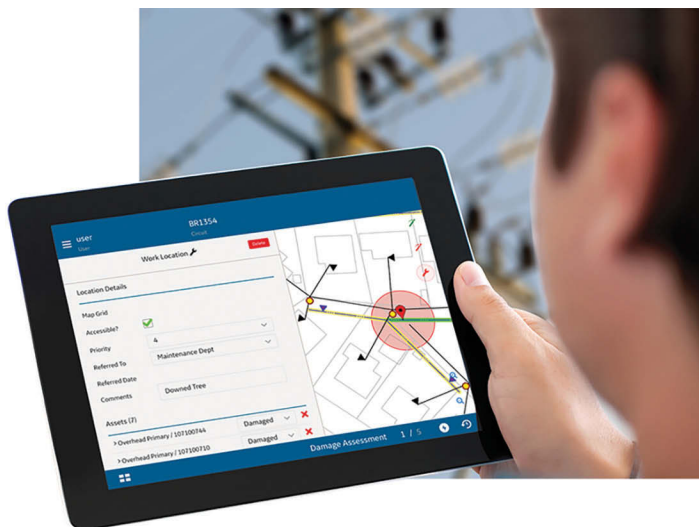 user
User
BR1354
Circuit
Work Location
Delete
Location Details
Map Grid
Accessible?
Priority
4
Referred To
Maintenance Dept
Referred Date
Comments
Downed Tree
Assets (7)
> Overhead Primary / 107100744
Damaged
> Overhead Primary / 107100710
Damaged
Damage Assessment
1 / 5